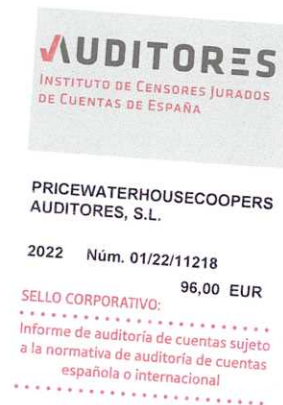 AUDITORES
INSTITUTO DE CENSORES JURADOS
DE CUENTAS DE ESPAÑA
PRICEWATERHOUSECOOPERS
AUDITORES, S.L.
2022 Núm. 01/22/11218
96,00 EUR
SELLO CORPORATIVO:
Informe de auditoría de cuentas sujeto
a la normativa de auditoría de cuentas
española o internacional